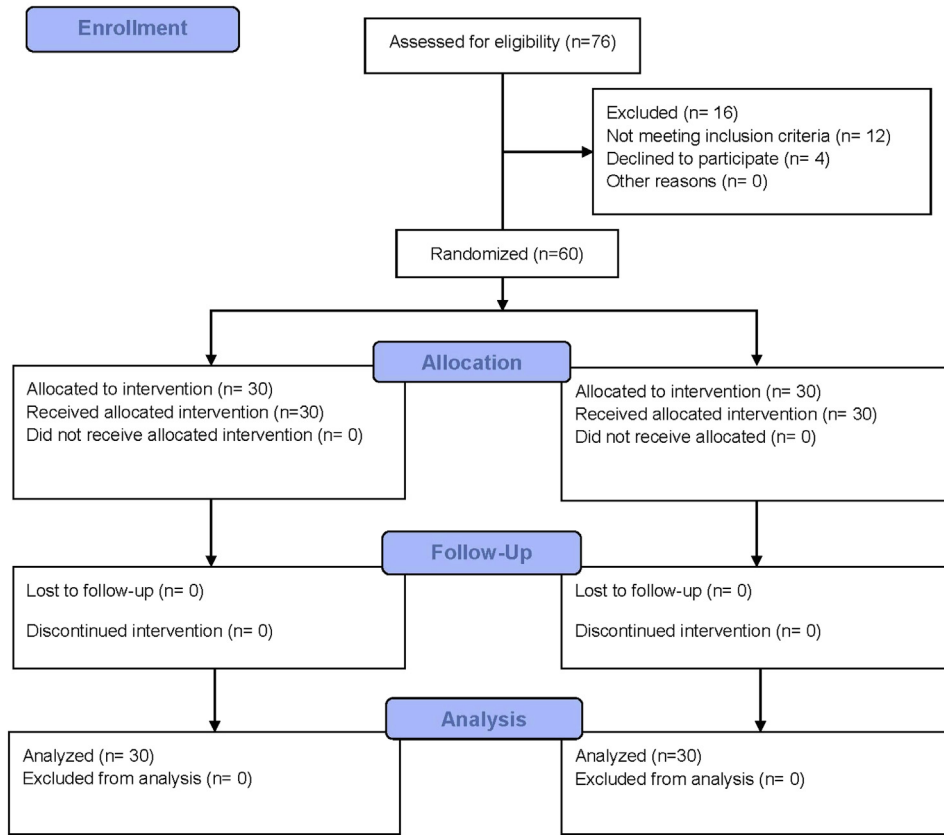 Enrollment
Assessed for eligibility (n=76)
Excluded (n= 16)
Not meeting inclusion criteria (n= 12)
Declined to participate (n= 4)
Other reasons (n= 0)
Randomized (n=60)
Allocation
Allocated to intervention (n= 30)
Received allocated intervention (n=30)
Did not receive allocated intervention (n= 0)
Allocated to intervention (n= 30)
Received allocated intervention (n= 30)
Did not receive allocated (n= 0)
Follow-Up
Lost to follow-up (n= 0)
Discontinued intervention (n= 0)
Lost to follow-up (n= 0)
Discontinued intervention (n= 0)
Analysis
Analyzed (n= 30)
Excluded from analysis (n= 0)
Analyzed (n=30)
Excluded from analysis (n= 0)